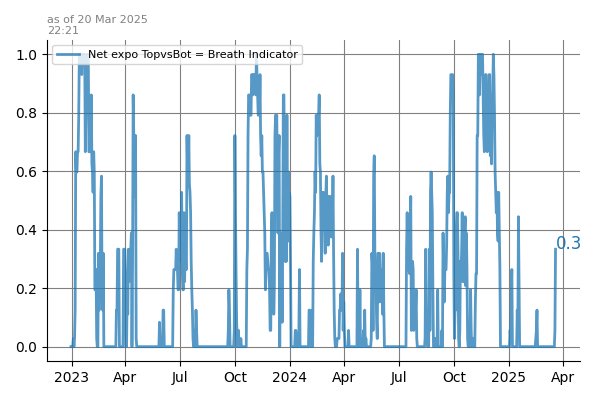 as of 20 Mar 2025
22:21
Net expo TopvsBot = Breath Indicator
1.0
0.8
0.6
0.4
0.2
0.0
0.3
2023 Apr Jul Oct 2024 Apr Jul Oct 2025 Apr